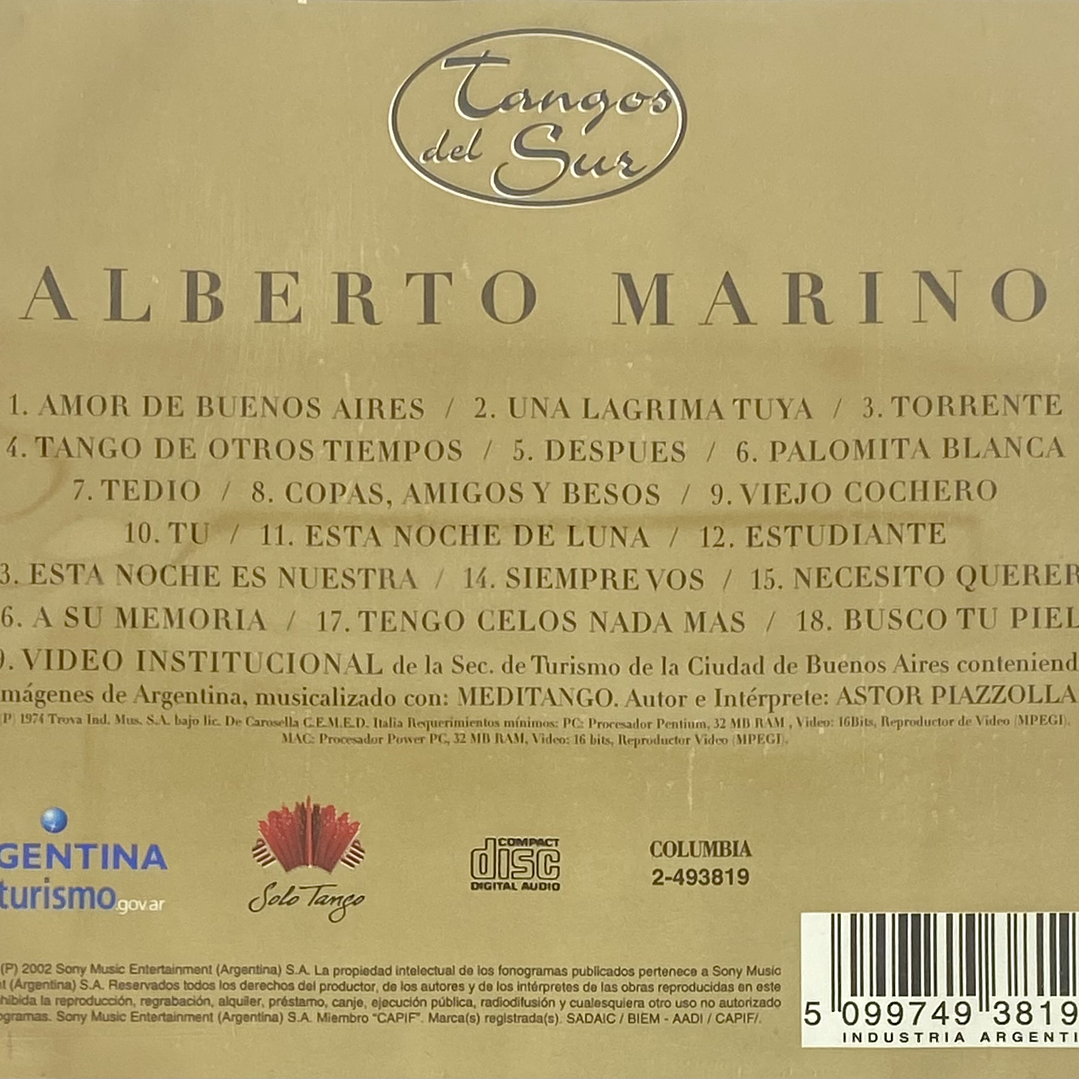 Tangos
del Sur
ALBERTO MARINO
1. AMOR DE BUENOS AIRES / 2. UNA LAGRIMA TUYA / 3. TORRENTE
4. TANGO DE OTROS TIEMPOS / 5. DESPUES / 6. PALOMITA BLANCA
7. TEDIO / 8. COPAS, AMIGOS Y BESOS / 9. VIEJO COCHERO
10. TU / 11. ESTA NOCHE DE LUNA / 12. ESTUDIANTE
3. ESTA NOCHE ES NUESTRA / 14. SIEMPRE VOS / 15. NECESITO QUERER
6. A SU MEMORIA / 17. TENGO CELOS NADA MAS / 18. BUSCO TU PIEL
9. VIDEO INSTITUCIONAL de la Sec. de Turismo de la Ciudad de Buenos Aires conteniend
mágenes de Argentina, musicalizado con: MEDITANGO. Autor e Intérprete: ASTOR PIAZZOLLA
(P) 1974 Trova Ind. Mus. S.A. bajo lic. De Carosella C.E.M.E.D. Italia Requerimientos mínimos: PC: Procesador Pentium, 32 MB RAM , Video: 16Bits, Reproductor de Video (MPEGI).
MAC: Procesador Power PC, 32 MB RAM, Video: 16 bits, Reproductor Video (MPEGI).
GENTINA
turismo.gov.ar
Solo Tango
COMPACT
disc
DIGITAL AUDIO
COLUMBIA
2-493819
(P) 2002 Sony Music Entertainment (Argentina) S.A. La propiedad intelectual de los fonogramas publicados pertenece a Sony Music
t (Argentina) S.A. Reservados todos los derechos del productor, de los autores y de los intérpretes de las obras reproducidas en este
hibida la reproducción, regrabación, alquiler, préstamo, canje, ejecución pública, radiodifusión y cualesquiera otro uso no autorizado
ogramas. Sony Music Entertainment (Argentina) S.A. Miembro "CAPIF". Marca(s) registrada(s). SADAIC / BIEM - AADI / CAPIF/.
5 099749 3819
INDUSTRIA ARGENTI